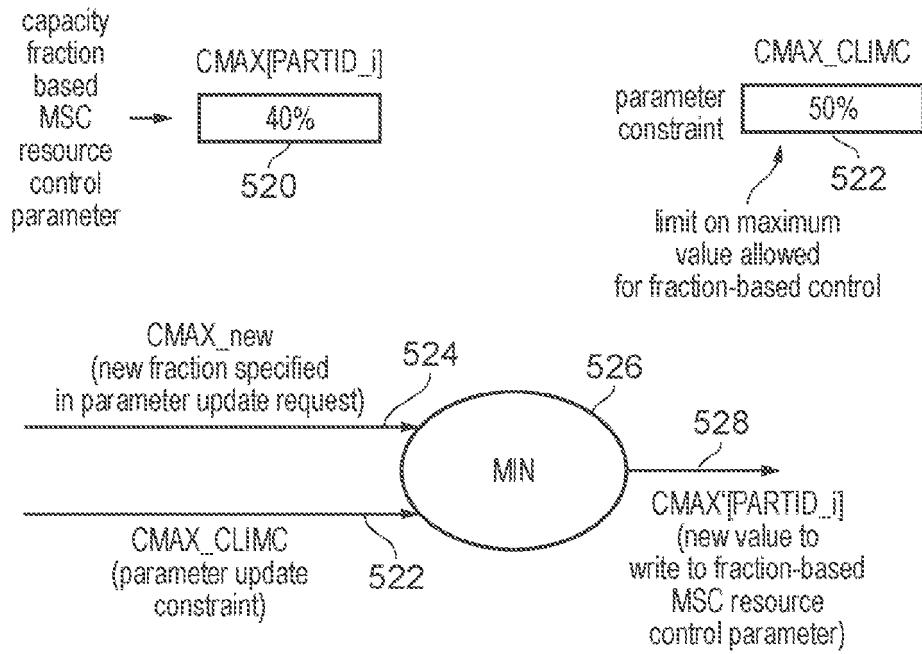 capacity
fraction
based
MSC
resource
control
parameter
CMAX[PARTID_i]
40%
520
CMAX_CLIMC
parameter
constraint
50%
522
limit on maximum
value allowed
for fraction-based control
CMAX_new
(new fraction specified
in parameter update request)
524
526
MIN
528
CMAX'[PARTID_i]
(new value to
write to fraction-based
MSC resource
control parameter)
CMAX_CLIMC
(parameter update
constraint)
522